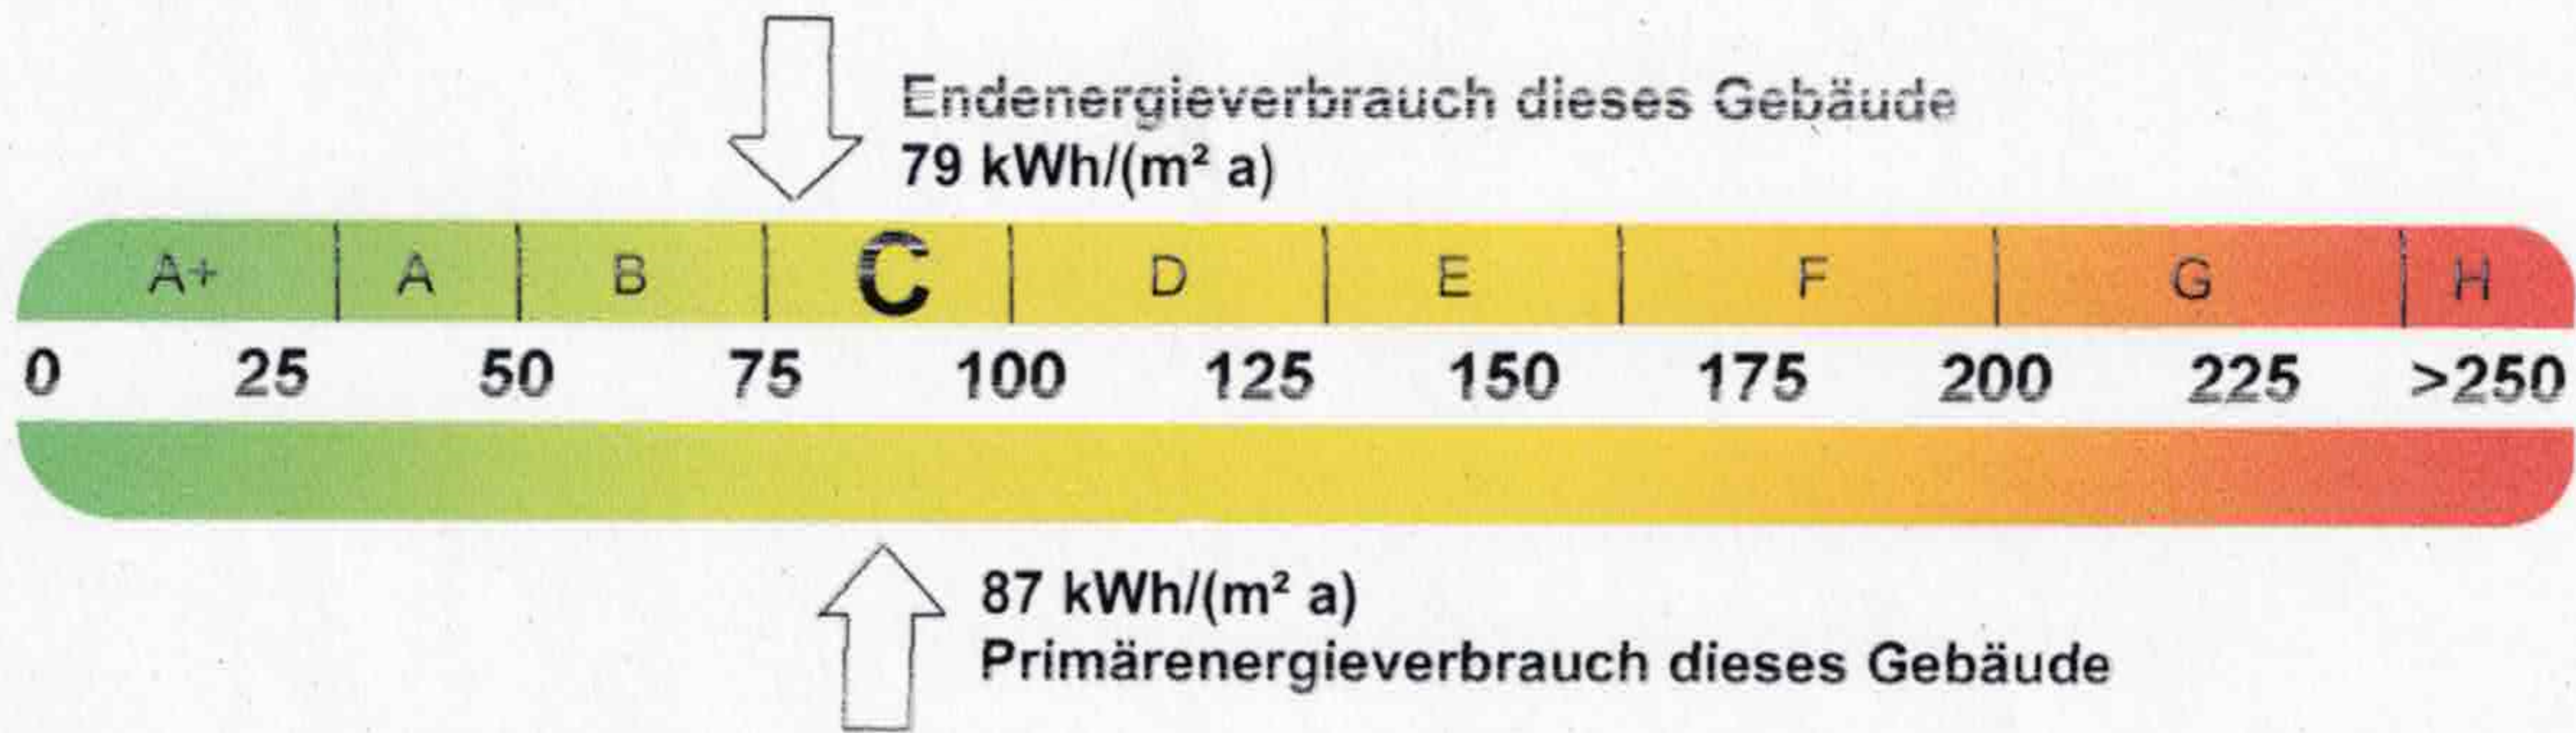 Endenergieverbrauch dieses Gebäude
79 kWh/(m² a)
A+ A B C D E F G H
0 25 50 75 100 125 150 175 200 225 >250
87 kWh/(m² a)
Primärenergieverbrauch dieses Gebäude